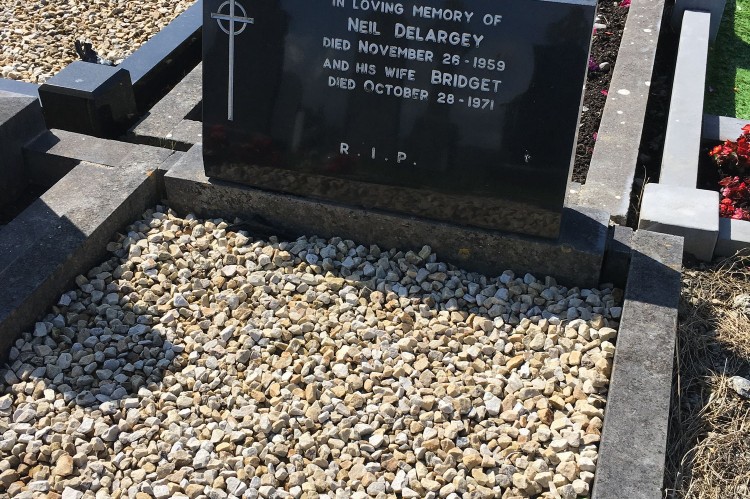 IN LOVING MEMORY OF
NEIL DELARGEY
DIED NOVEMBER 26-1959
AND HIS WIFE BRIDGET
DIED OCTOBER 28-1971
R.I.P.